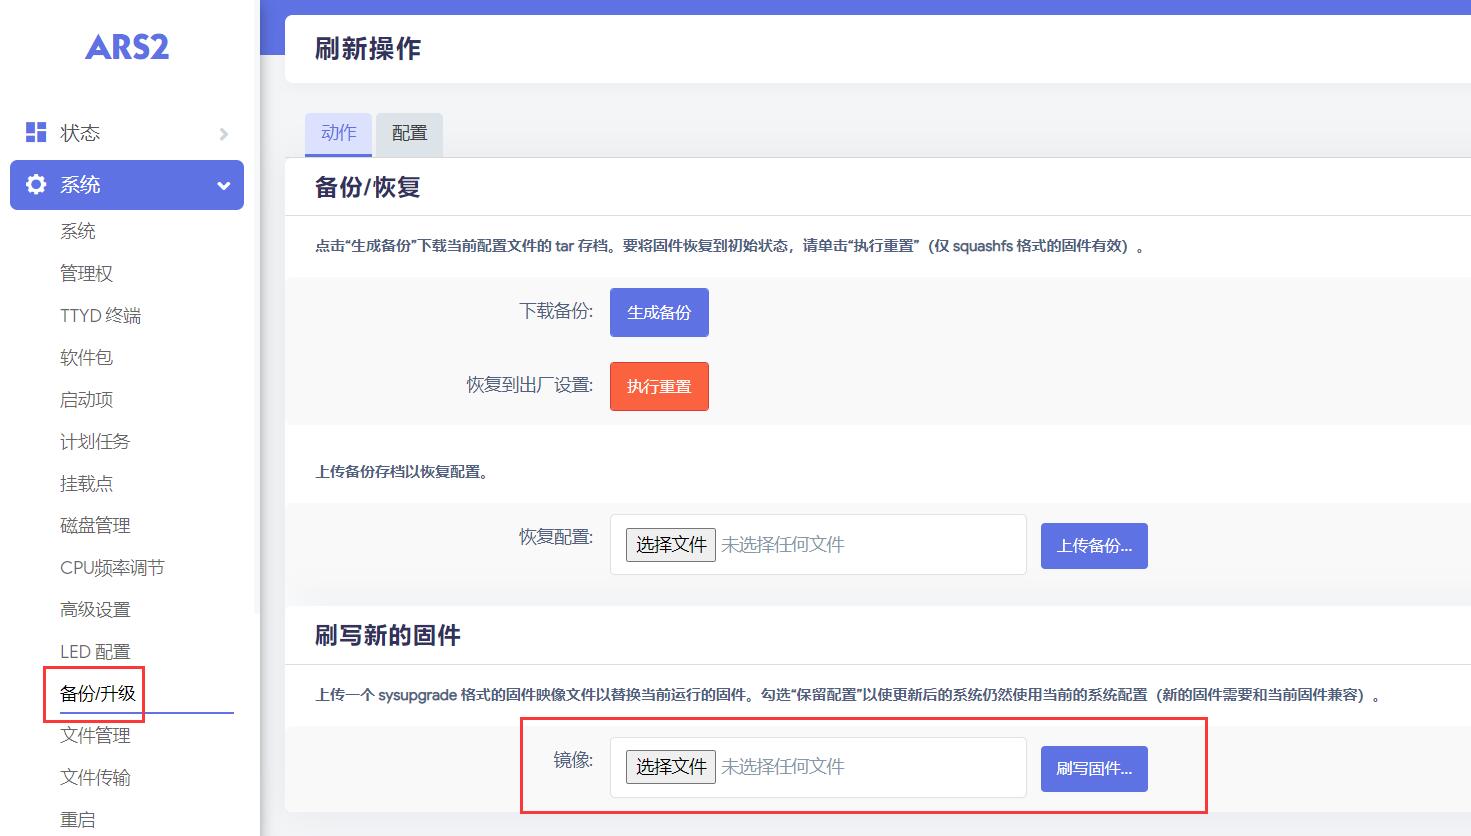 ARS2
状态
系统
系统
管理权
TTYD 终端
软件包
启动项
计划任务
挂载点
磁盘管理
CPU频率调节
高级设置
LED 配置
备份/升级
文件管理
文件传输
重启
刷新操作
动作 配置
备份/恢复
点击“生成备份”下载当前配置文件的 tar 存档。要将固件恢复到初始状态，请单击“执行重置”（仅 squashfs 格式的固件有效）。
下载备份: 生成备份
恢复到出厂设置: 执行重置
上传备份存档以恢复配置。
恢复配置: 选择文件 未选择任何文件 上传备份...
刷写新的固件
上传一个 sysupgrade 格式的固件映像文件以替换当前运行的固件。勾选“保留配置”以使更新后的系统仍然使用当前的系统配置（新的固件需要和当前固件兼容）。
镜像: 选择文件 未选择任何文件 刷写固件...